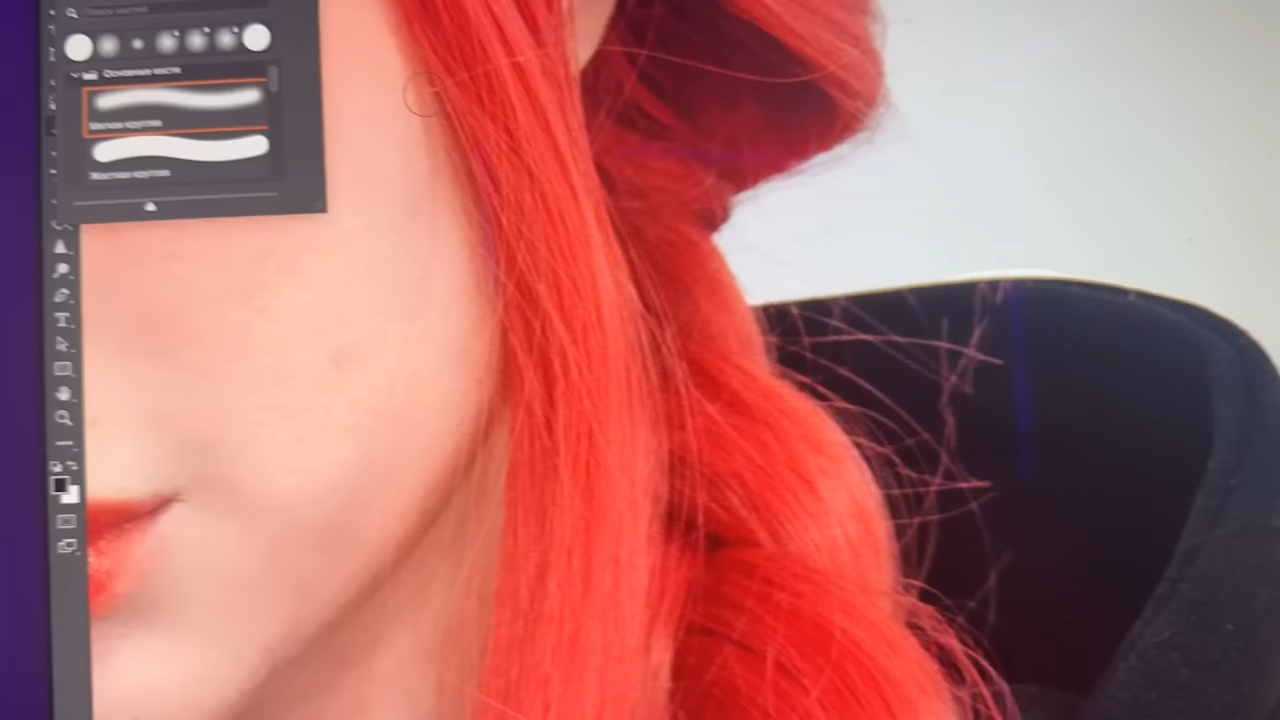 Основные кисти
Мягкая круглая
Жесткая круглая